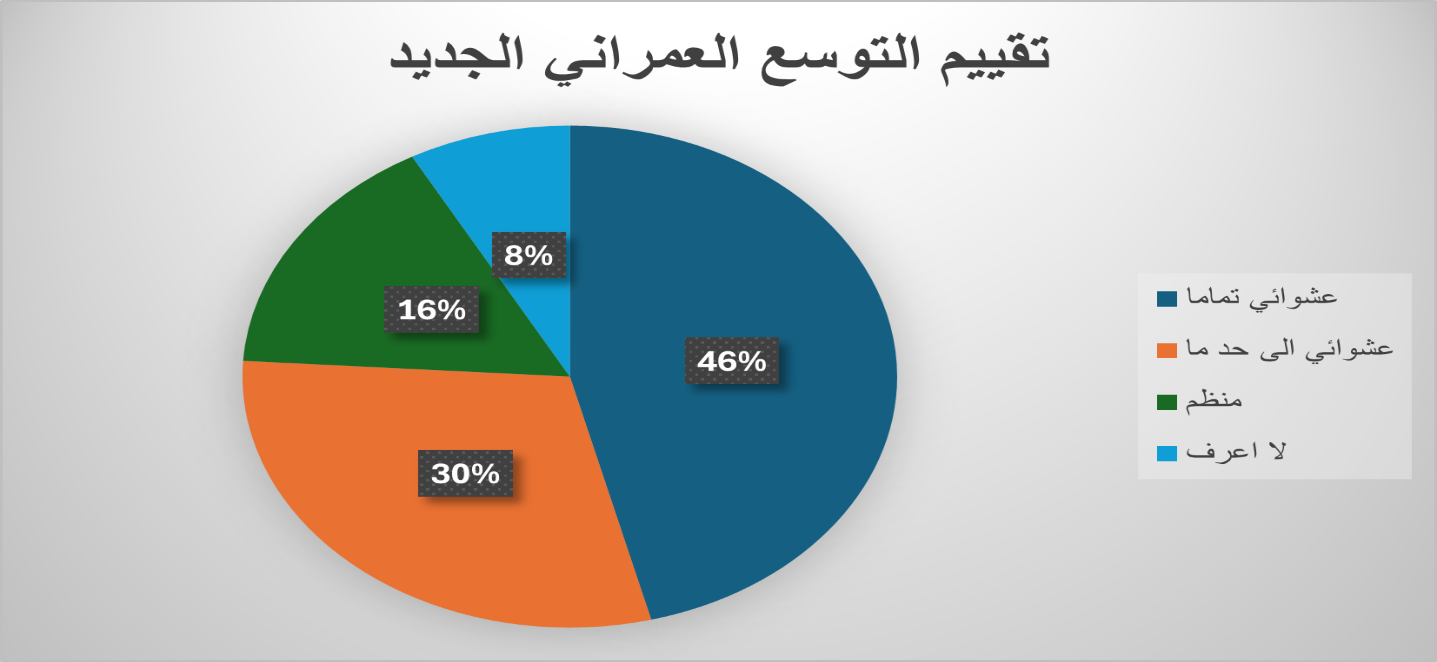 تقييم التوسع العمراني الجديد
8%
16%
46%
30%
عشوائي تماما
عشوائي الى حد ما
منظم
لا اعرف